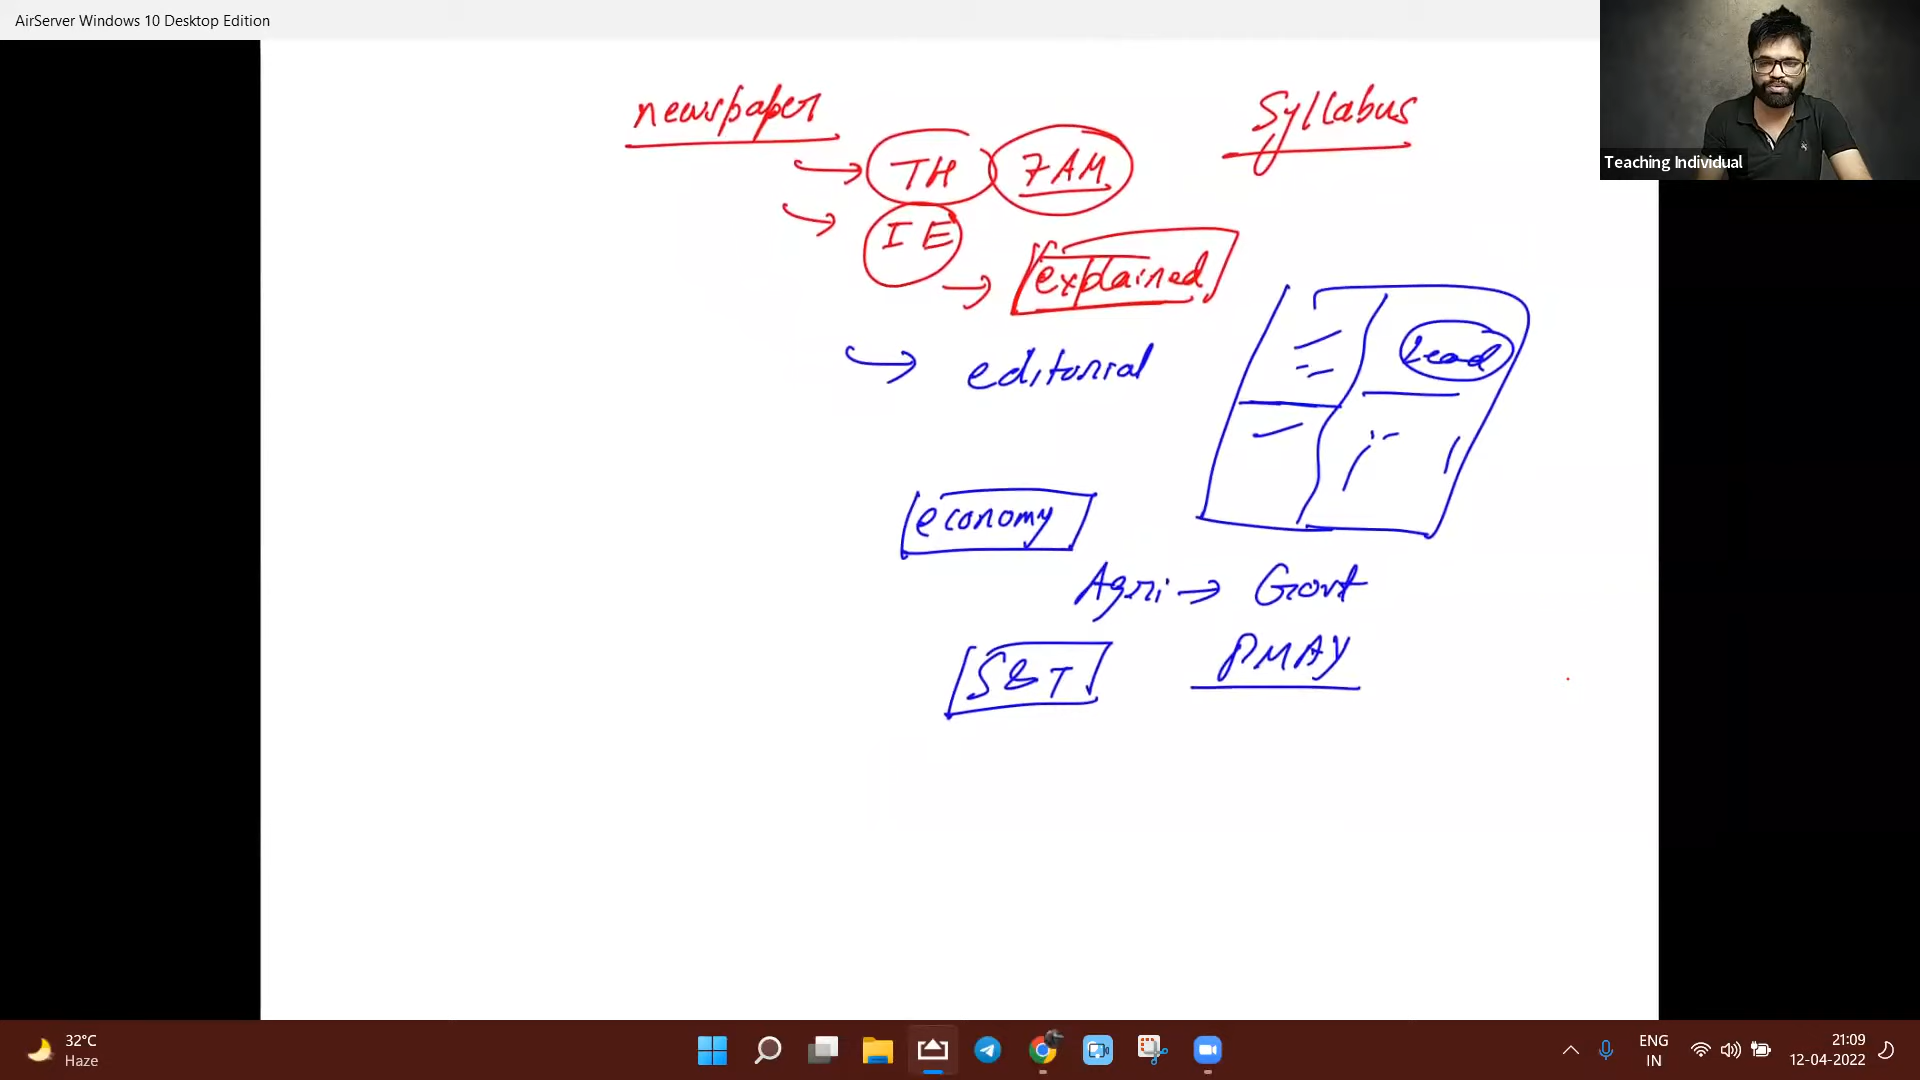 AirServer Windows 10 Desktop Edition
Teaching Individual
newspaper
Syllabus
TH 7AM
IE
explained
Lead
editorial
economy
Agri → Govt
S&T PMAY
32°C
Haze
ENG
IN
21:09
12-04-2022